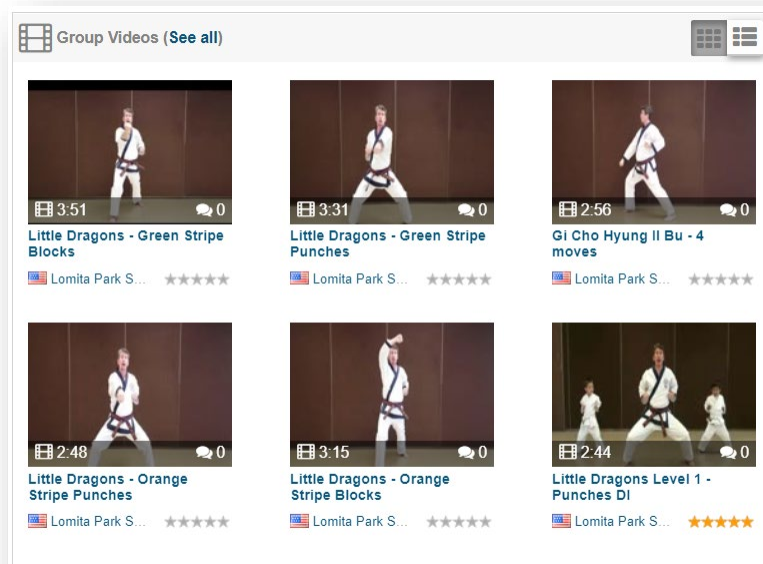 Group Videos (See all)
3:51 0
3:31 0
2:56 0
Little Dragons - Green Stripe
Blocks
Little Dragons - Green Stripe
Punches
Gi Cho Hyung Il Bu - 4
moves
Lomita Park S...
Lomita Park S...
Lomita Park S...
2:48 0
3:15 0
2:44 0
Little Dragons - Orange
Stripe Punches
Little Dragons - Orange
Stripe Blocks
Little Dragons Level 1 -
Punches DI
Lomita Park S...
Lomita Park S...
Lomita Park S...